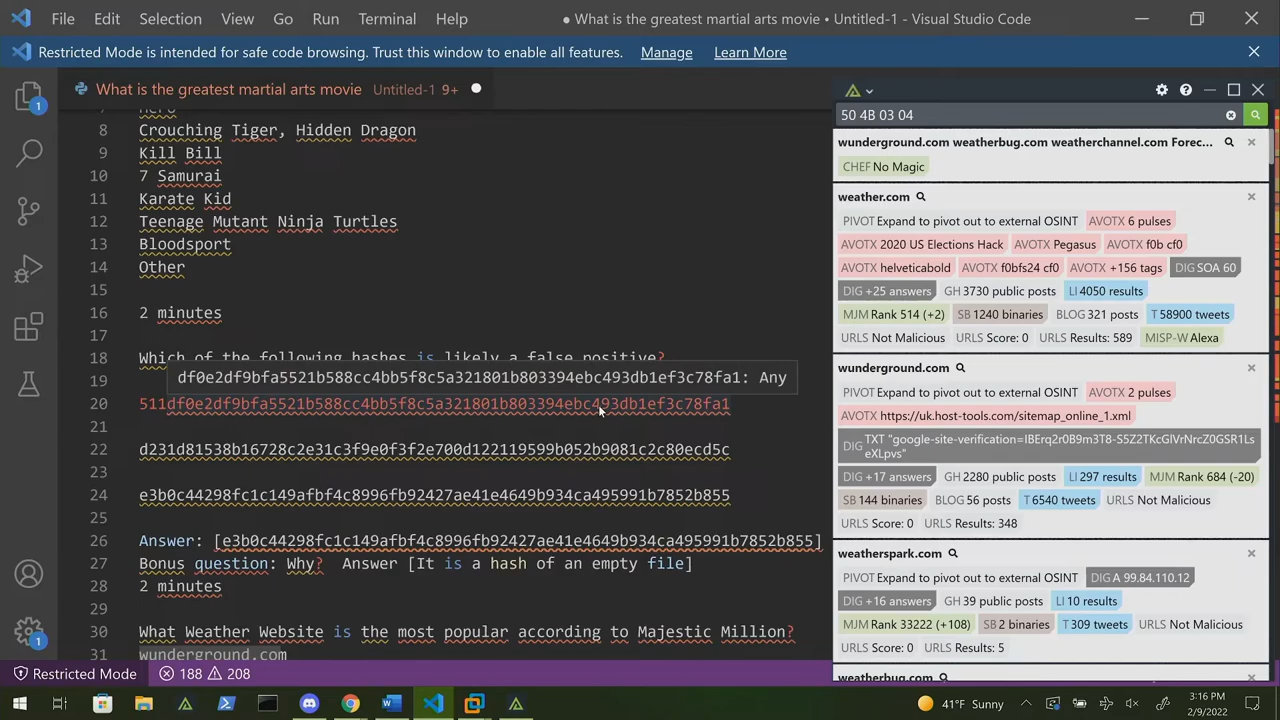 File Edit Selection View Go Run Terminal Help
● What is the greatest martial arts movie • Untitled-1 - Visual Studio Code
Restricted Mode is intended for safe code browsing. Trust this window to enable all features. Manage Learn More
What is the greatest martial arts movie Untitled-1 9+
7 Hero
8 Crouching Tiger, Hidden Dragon
9 Kill Bill
10 7 Samurai
11 Karate Kid
12 Teenage Mutant Ninja Turtles
13 Bloodsport
14 Other
15
16 2 minutes
17
18 Which of the following hashes is likely a false positive?
19
df0e2df9bfa5521b588cc4bb5f8c5a321801b803394ebc493db1ef3c78fa1: Any
20 511df0e2df9bfa5521b588cc4bb5f8c5a321801b803394ebc493db1ef3c78fa1
21
22 d231d81538b16728c2e31c3f9e0f3f2e700d122119599b052b9081c2c80ecd5c
23
24 e3b0c44298fc1c149afbf4c8996fb92427ae41e4649b934ca495991b7852b855
25
26 Answer: [e3b0c44298fc1c149afbf4c8996fb92427ae41e4649b934ca495991b7852b855]
27 Bonus question: Why? Answer [It is a hash of an empty file]
28 2 minutes
29
30 What Weather Website is the most popular according to Majestic Million?
31 wunderground.com
1
1
Restricted Mode 188 208
50 4B 03 04
wunderground.com weatherbug.com weatherchannel.com Forec...
CHEF No Magic
weather.com
PIVOT Expand to pivot out to external OSINT AVOTX 6 pulses
AVOTX 2020 US Elections Hack AVOTX Pegasus AVOTX f0b cf0
AVOTX helveticabold AVOTX f0bfs24 cf0 AVOTX +156 tags DIG SOA 60
DIG +25 answers GH 3730 public posts LI 4050 results
MJM Rank 514 (+2) SB 1240 binaries BLOG 321 posts T 58900 tweets
URLS Not Malicious URLS Score: 0 URLS Results: 589 MISP-W Alexa
wunderground.com
PIVOT Expand to pivot out to external OSINT AVOTX 2 pulses
AVOTX https://uk.host-tools.com/sitemap_online_1.xml
DIG TXT "google-site-verification=IBErq2r0B9m3T8-S5Z2TKcGlVrNrcZ0GSR1Ls
eXLpvs"
DIG +17 answers GH 2280 public posts LI 297 results MJM Rank 684 (-20)
SB 144 binaries BLOG 56 posts T 6540 tweets URLS Not Malicious
URLS Score: 0 URLS Results: 348
weatherspark.com
PIVOT Expand to pivot out to external OSINT DIG A 99.84.110.12
DIG +16 answers GH 39 public posts LI 10 results
MJM Rank 33222 (+108) SB 2 binaries T 309 tweets URLS Not Malicious
URLS Score: 0 URLS Results: 5
weatherbug.com
41°F Sunny
3:16 PM
2/9/2022